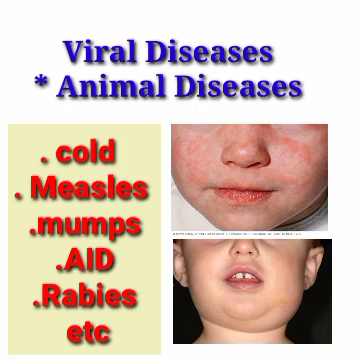 Viral Diseases
* Animal Diseases
. cold
. Measles
.mumps
.AID
.Rabies
etc